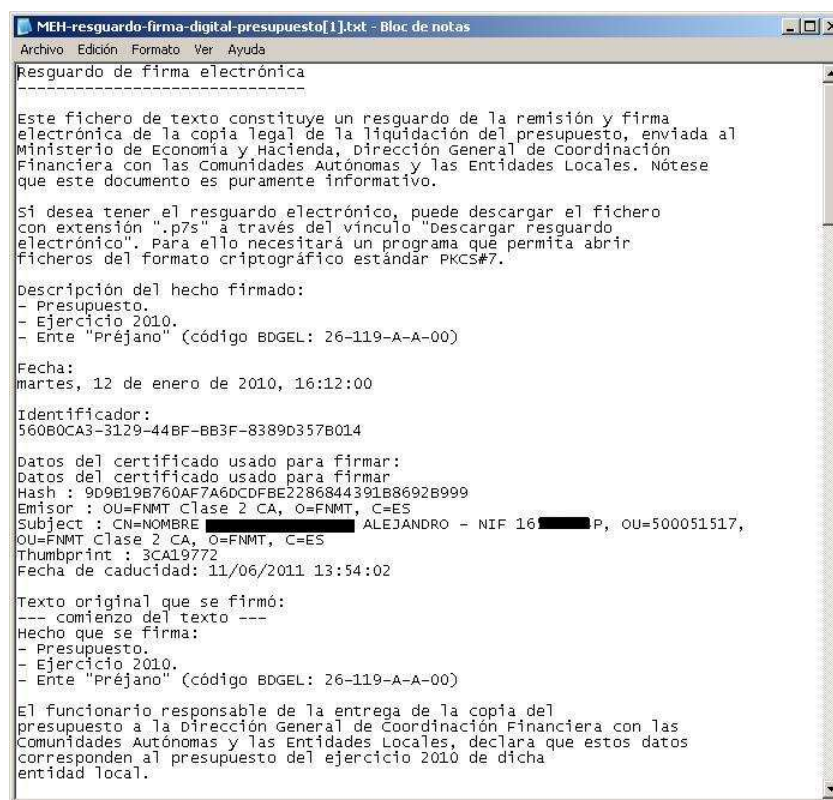 MEH-resguardo-firma-digital-presupuesto[1].txt - Bloc de notas
Archivo Edición Formato Ver Ayuda
Resguardo de firma electrónica
------------------------------
Este fichero de texto constituye un resguardo de la remisión y firma
electrónica de la copia legal de la liquidación del presupuesto, enviada al
Ministerio de Economía y Hacienda, Dirección General de Coordinación
Financiera con las Comunidades Autónomas y las Entidades Locales. Nótese
que este documento es puramente informativo.
Si desea tener el resguardo electrónico, puede descargar el fichero
con extensión ".p7s" a través del vínculo "Descargar resguardo
electrónico". Para ello necesitará un programa que permita abrir
ficheros del formato criptográfico estándar PKCS#7.
Descripción del hecho firmado:
- Presupuesto.
- Ejercicio 2010.
- Ente "Préjano" (código BDGEL: 26-119-A-A-00)
Fecha:
martes, 12 de enero de 2010, 16:12:00
Identificador:
560B0CA3-3129-44BF-BB3F-8389D357B014
Datos del certificado usado para firmar:
Datos del certificado usado para firmar
Hash : 9D9B19B760AF7A6DCDFBE2286844391B8692B999
Emisor : OU=FNMT Clase 2 CA, O=FNMT, C=ES
Subject : CN=NOMBRE ALEJANDRO - NIF 16 P, OU=500051517,
OU=FNMT Clase 2 CA, O=FNMT, C=ES
Thumbprint : 3CA19772
Fecha de caducidad: 11/06/2011 13:54:02
Texto original que se firmó:
--- comienzo del texto ---
Hecho que se firma:
- Presupuesto.
- Ejercicio 2010.
- Ente "Préjano" (código BDGEL: 26-119-A-A-00)
El funcionario responsable de la entrega de la copia del
presupuesto a la Dirección General de Coordinación Financiera con las
Comunidades Autónomas y las Entidades Locales, declara que estos datos
corresponden al presupuesto del ejercicio 2010 de dicha
entidad local.